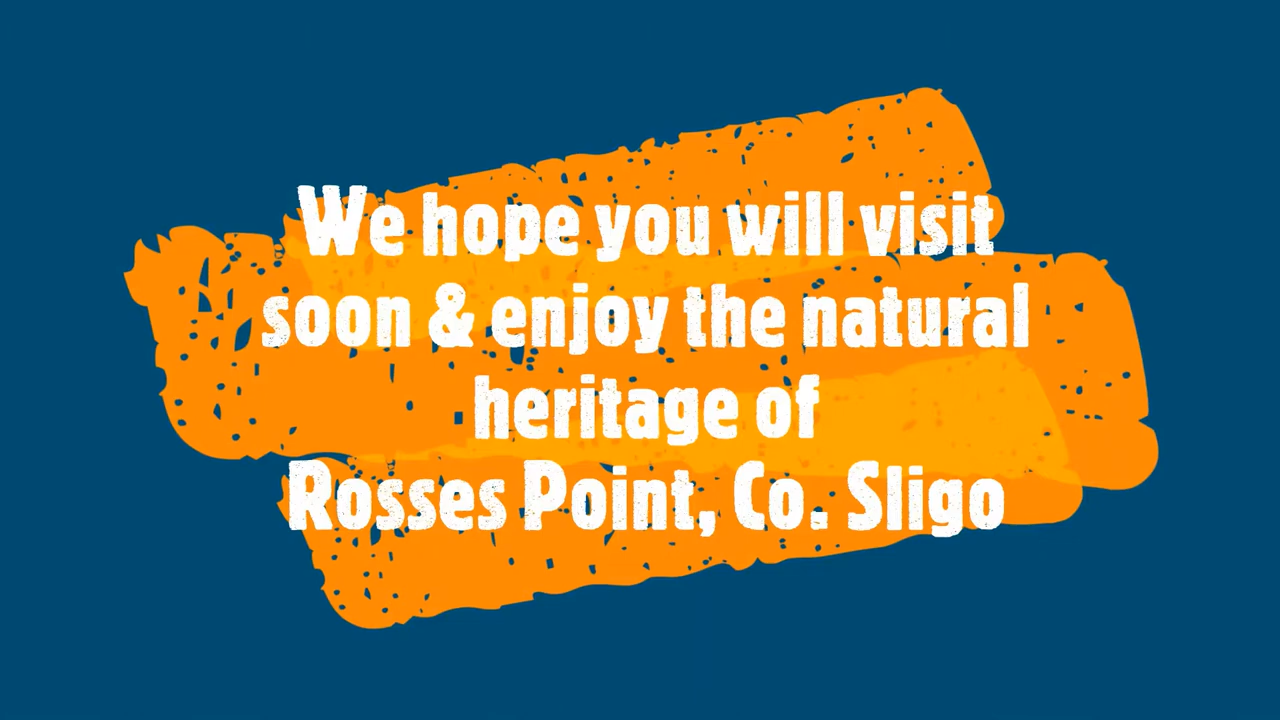 We hope you will visit
soon & enjoy the natural
heritage of
Rosses Point, Co. Sligo